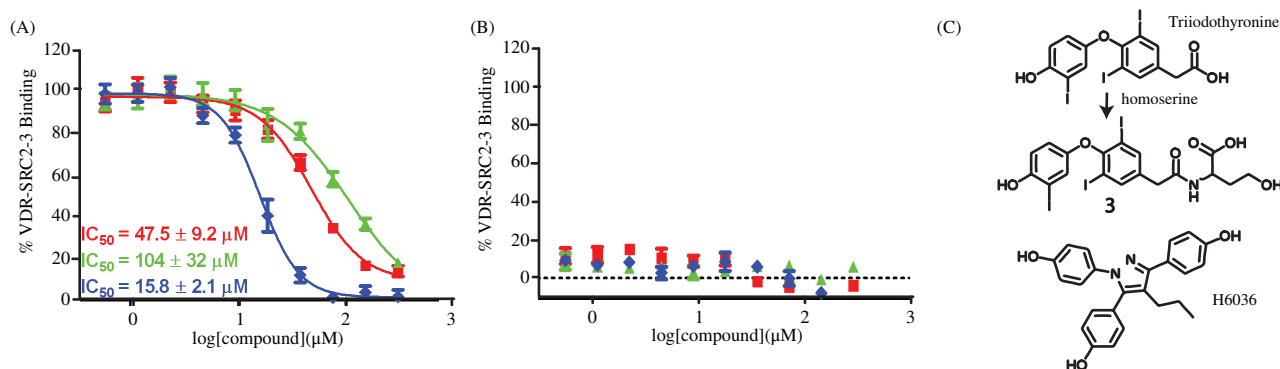 (A)
120
100
80
60
40
20
0
% VDR-SRC2-3 Binding
IC50 = 47.5 ± 9.2 μM
IC50 = 104 ± 32 μM
IC50 = 15.8 ± 2.1 μM
0
1
2
3
log[compound](μM)
(B)
120
100
80
60
40
20
0
% VDR-SRC2-3 Binding
0
1
2
3
log[compound](μM)
(C)
Triiodothyronine
I
O
O
HO
I
OH
I
homoserine
I
O
OH
O
O
HO
I
N
H
OH
I
3
OH
HO
N
N
H6036
HO